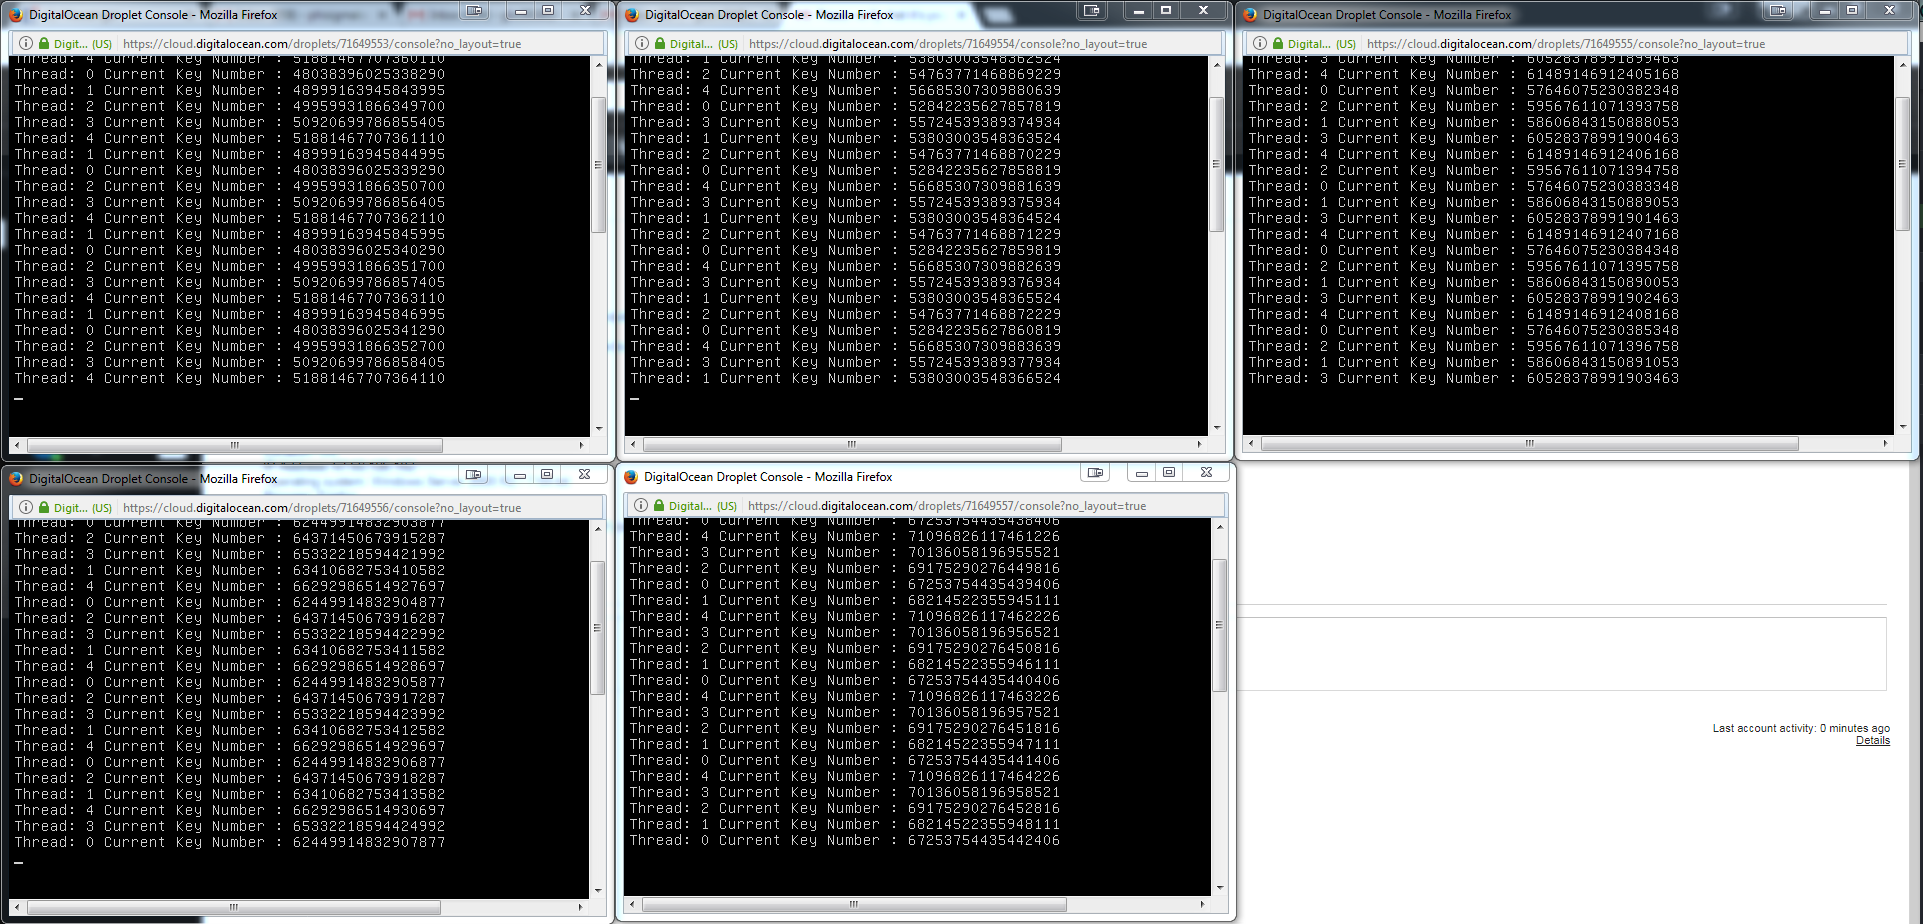 DigitalOcean Droplet Console - Mozilla Firefox
Digit... (US) https://cloud.digitalocean.com/droplets/71649553/console?no_layout=true
Thread: 4 Current Key Number : 51881467707360110
Thread: 0 Current Key Number : 48038396025338290
Thread: 1 Current Key Number : 48999163945843995
Thread: 2 Current Key Number : 49959931866349700
Thread: 3 Current Key Number : 50920699786855405
Thread: 4 Current Key Number : 51881467707361110
Thread: 1 Current Key Number : 48999163945844995
Thread: 0 Current Key Number : 48038396025339290
Thread: 2 Current Key Number : 49959931866350700
Thread: 3 Current Key Number : 50920699786856405
Thread: 4 Current Key Number : 51881467707362110
Thread: 1 Current Key Number : 48999163945845995
Thread: 0 Current Key Number : 48038396025340290
Thread: 2 Current Key Number : 49959931866351700
Thread: 3 Current Key Number : 50920699786857405
Thread: 4 Current Key Number : 51881467707363110
Thread: 1 Current Key Number : 48999163945846995
Thread: 0 Current Key Number : 48038396025341290
Thread: 2 Current Key Number : 49959931866352700
Thread: 3 Current Key Number : 50920699786858405
Thread: 4 Current Key Number : 51881467707364110
DigitalOcean Droplet Console - Mozilla Firefox
Digital... (US) https://cloud.digitalocean.com/droplets/71649554/console?no_layout=true
Thread: 1 Current Key Number : 53803003548362524
Thread: 2 Current Key Number : 54763771468869229
Thread: 4 Current Key Number : 56685307309880639
Thread: 0 Current Key Number : 52842235627857819
Thread: 3 Current Key Number : 55724539389374934
Thread: 1 Current Key Number : 53803003548363524
Thread: 2 Current Key Number : 54763771468870229
Thread: 0 Current Key Number : 52842235627858819
Thread: 4 Current Key Number : 56685307309881639
Thread: 3 Current Key Number : 55724539389375934
Thread: 1 Current Key Number : 53803003548364524
Thread: 2 Current Key Number : 54763771468871229
Thread: 0 Current Key Number : 52842235627859819
Thread: 4 Current Key Number : 56685307309882639
Thread: 3 Current Key Number : 55724539389376934
Thread: 1 Current Key Number : 53803003548365524
Thread: 2 Current Key Number : 54763771468872229
Thread: 0 Current Key Number : 52842235627860819
Thread: 4 Current Key Number : 56685307309883639
Thread: 3 Current Key Number : 55724539389377934
Thread: 1 Current Key Number : 53803003548366524
DigitalOcean Droplet Console - Mozilla Firefox
Digital... (US) https://cloud.digitalocean.com/droplets/71649555/console?no_layout=true
Thread: 3 Current Key Number : 60528378991899463
Thread: 4 Current Key Number : 61489146912405168
Thread: 0 Current Key Number : 57646075230382348
Thread: 2 Current Key Number : 59567611071393758
Thread: 1 Current Key Number : 58606843150888053
Thread: 3 Current Key Number : 60528378991900463
Thread: 4 Current Key Number : 61489146912406168
Thread: 2 Current Key Number : 59567611071394758
Thread: 0 Current Key Number : 57646075230383348
Thread: 1 Current Key Number : 58606843150889053
Thread: 3 Current Key Number : 60528378991901463
Thread: 4 Current Key Number : 61489146912407168
Thread: 0 Current Key Number : 57646075230384348
Thread: 2 Current Key Number : 59567611071395758
Thread: 1 Current Key Number : 58606843150890053
Thread: 3 Current Key Number : 60528378991902463
Thread: 4 Current Key Number : 61489146912408168
Thread: 0 Current Key Number : 57646075230385348
Thread: 2 Current Key Number : 59567611071396758
Thread: 1 Current Key Number : 58606843150891053
Thread: 3 Current Key Number : 60528378991903463
DigitalOcean Droplet Console - Mozilla Firefox
Digit... (US) https://cloud.digitalocean.com/droplets/71649556/console?no_layout=true
Thread: 0 Current Key Number : 62449914832903877
Thread: 2 Current Key Number : 64371450673915287
Thread: 3 Current Key Number : 65332218594421992
Thread: 1 Current Key Number : 63410682753410582
Thread: 4 Current Key Number : 66292986514927697
Thread: 0 Current Key Number : 62449914832904877
Thread: 2 Current Key Number : 64371450673916287
Thread: 3 Current Key Number : 65332218594422992
Thread: 1 Current Key Number : 63410682753411582
Thread: 4 Current Key Number : 66292986514928697
Thread: 0 Current Key Number : 62449914832905877
Thread: 2 Current Key Number : 64371450673917287
Thread: 3 Current Key Number : 65332218594423992
Thread: 1 Current Key Number : 63410682753412582
Thread: 4 Current Key Number : 66292986514929697
Thread: 0 Current Key Number : 62449914832906877
Thread: 2 Current Key Number : 64371450673918287
Thread: 1 Current Key Number : 63410682753413582
Thread: 4 Current Key Number : 66292986514930697
Thread: 3 Current Key Number : 65332218594424992
Thread: 0 Current Key Number : 62449914832907877
DigitalOcean Droplet Console - Mozilla Firefox
Digital... (US) https://cloud.digitalocean.com/droplets/71649557/console?no_layout=true
Thread: 0 Current Key Number : 67253754435438406
Thread: 4 Current Key Number : 71096826117461226
Thread: 3 Current Key Number : 70136058196955521
Thread: 2 Current Key Number : 69175290276449816
Thread: 0 Current Key Number : 67253754435439406
Thread: 1 Current Key Number : 68214522355945111
Thread: 4 Current Key Number : 71096826117462226
Thread: 3 Current Key Number : 70136058196956521
Thread: 2 Current Key Number : 69175290276450816
Thread: 1 Current Key Number : 68214522355946111
Thread: 0 Current Key Number : 67253754435440406
Thread: 4 Current Key Number : 71096826117463226
Thread: 3 Current Key Number : 70136058196957521
Thread: 2 Current Key Number : 69175290276451816
Thread: 1 Current Key Number : 68214522355947111
Thread: 0 Current Key Number : 67253754435441406
Thread: 4 Current Key Number : 71096826117464226
Thread: 3 Current Key Number : 70136058196958521
Thread: 2 Current Key Number : 69175290276452816
Thread: 1 Current Key Number : 68214522355948111
Thread: 0 Current Key Number : 67253754435442406
Last account activity: 0 minutes ago
Details